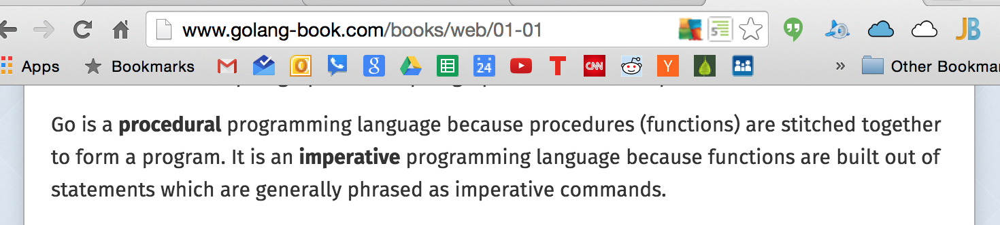 www.golang-book.com/books/web/01-01
Apps Bookmarks 24 T CNN Y » Other Bookmar
Go is a procedural programming language because procedures (functions) are stitched together
to form a program. It is an imperative programming language because functions are built out of
statements which are generally phrased as imperative commands.